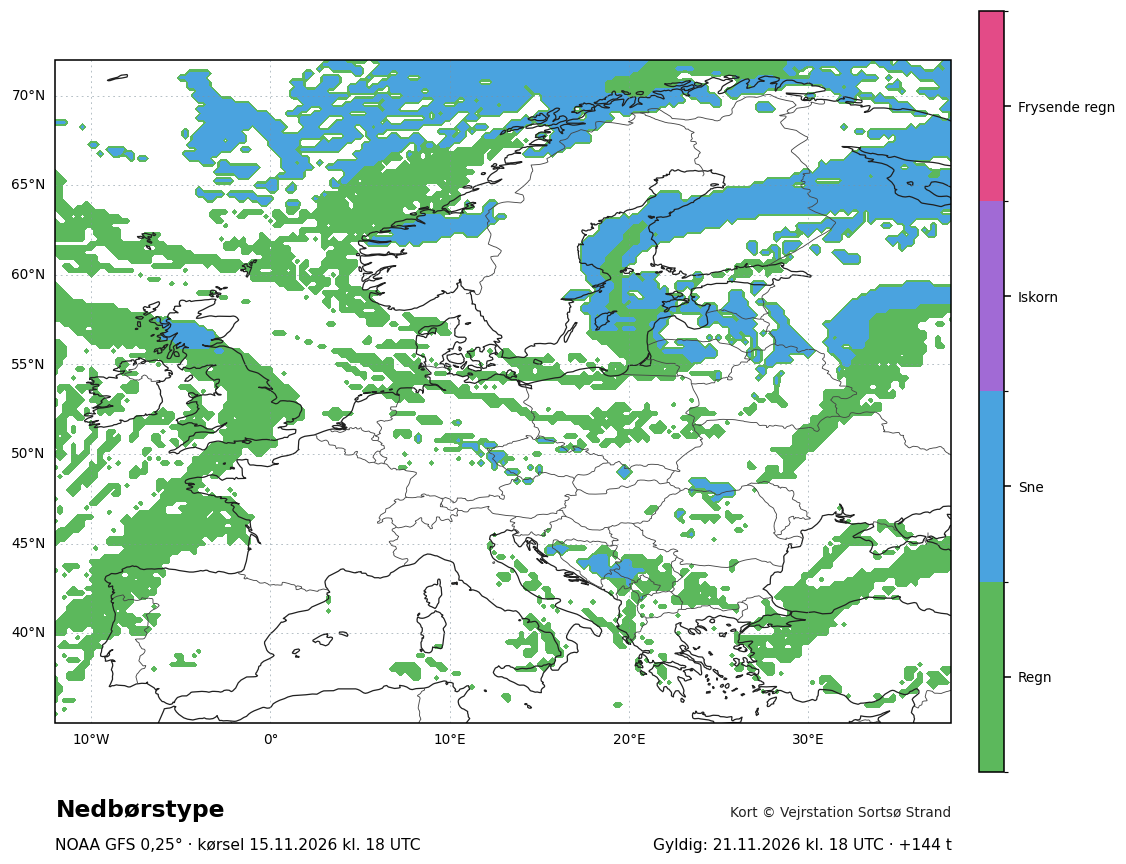 70°N
65°N
60°N
55°N
50°N
45°N
40°N
10°W
0°
10°E
20°E
30°E
Frysende regn
Iskorn
Sne
Regn
Nedbørstype
Kort © Vejrstation Sortsø Strand
NOAA GFS 0,25° · kørsel 15.11.2026 kl. 18 UTC
Gyldig: 21.11.2026 kl. 18 UTC · +144 t